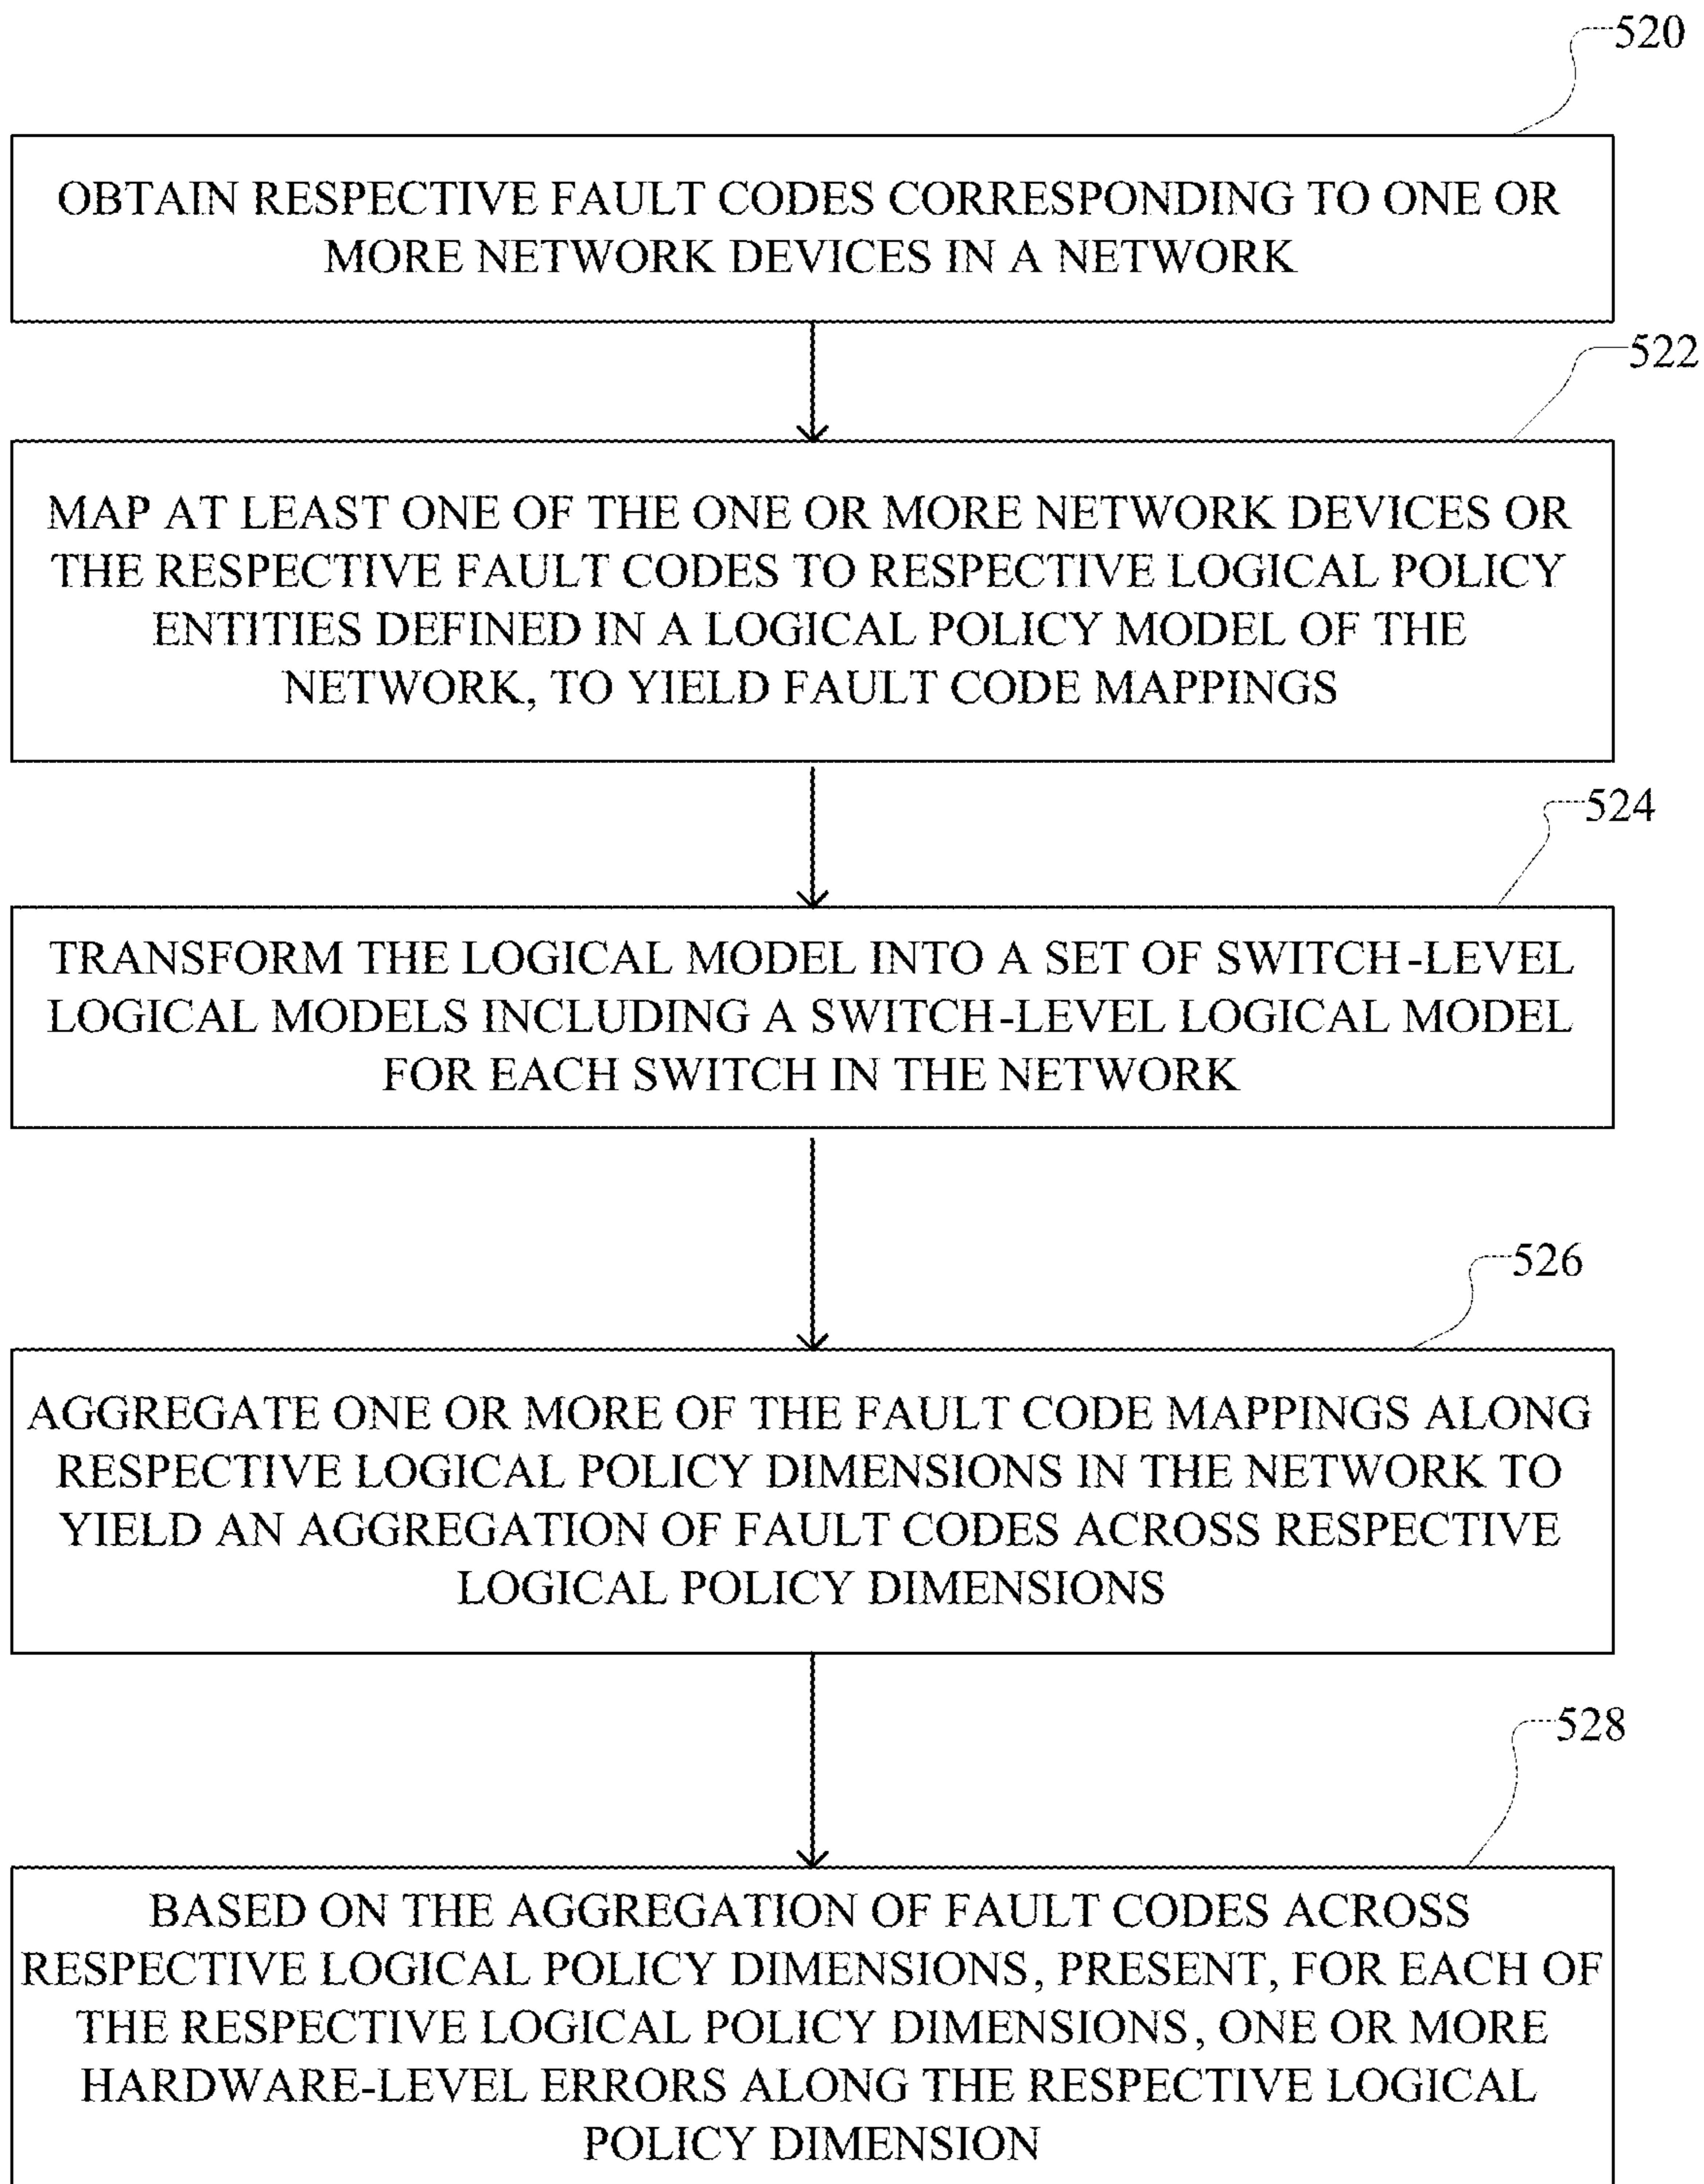 520
OBTAIN RESPECTIVE FAULT CODES CORRESPONDING TO ONE OR
MORE NETWORK DEVICES IN A NETWORK
522
MAP AT LEAST ONE OF THE ONE OR MORE NETWORK DEVICES OR
THE RESPECTIVE FAULT CODES TO RESPECTIVE LOGICAL POLICY
ENTITIES DEFINED IN A LOGICAL POLICY MODEL OF THE
NETWORK, TO YIELD FAULT CODE MAPPINGS
524
TRANSFORM THE LOGICAL MODEL INTO A SET OF SWITCH-LEVEL
LOGICAL MODELS INCLUDING A SWITCH-LEVEL LOGICAL MODEL
FOR EACH SWITCH IN THE NETWORK
526
AGGREGATE ONE OR MORE OF THE FAULT CODE MAPPINGS ALONG
RESPECTIVE LOGICAL POLICY DIMENSIONS IN THE NETWORK TO
YIELD AN AGGREGATION OF FAULT CODES ACROSS RESPECTIVE
LOGICAL POLICY DIMENSIONS
528
BASED ON THE AGGREGATION OF FAULT CODES ACROSS
RESPECTIVE LOGICAL POLICY DIMENSIONS, PRESENT, FOR EACH OF
THE RESPECTIVE LOGICAL POLICY DIMENSIONS, ONE OR MORE
HARDWARE-LEVEL ERRORS ALONG THE RESPECTIVE LOGICAL
POLICY DIMENSION